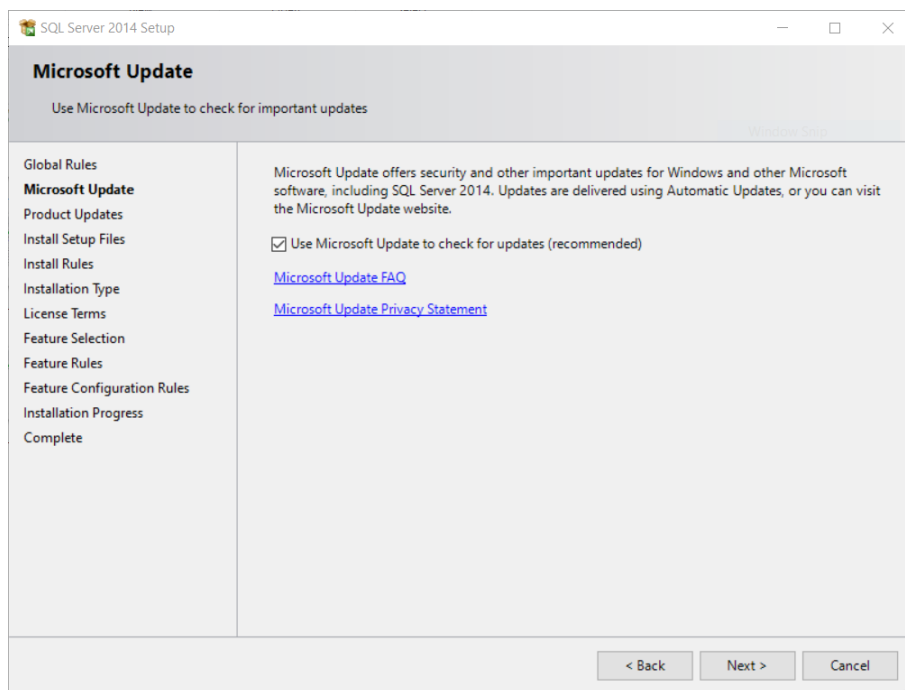 SQL Server 2014 Setup
Microsoft Update
Use Microsoft Update to check for important updates
Window Snip
Global Rules
Microsoft Update
Product Updates
Install Setup Files
Install Rules
Installation Type
License Terms
Feature Selection
Feature Rules
Feature Configuration Rules
Installation Progress
Complete
Microsoft Update offers security and other important updates for Windows and other Microsoft
software, including SQL Server 2014. Updates are delivered using Automatic Updates, or you can visit
the Microsoft Update website.
Use Microsoft Update to check for updates (recommended)
Microsoft Update FAQ
Microsoft Update Privacy Statement
< Back
Next >
Cancel